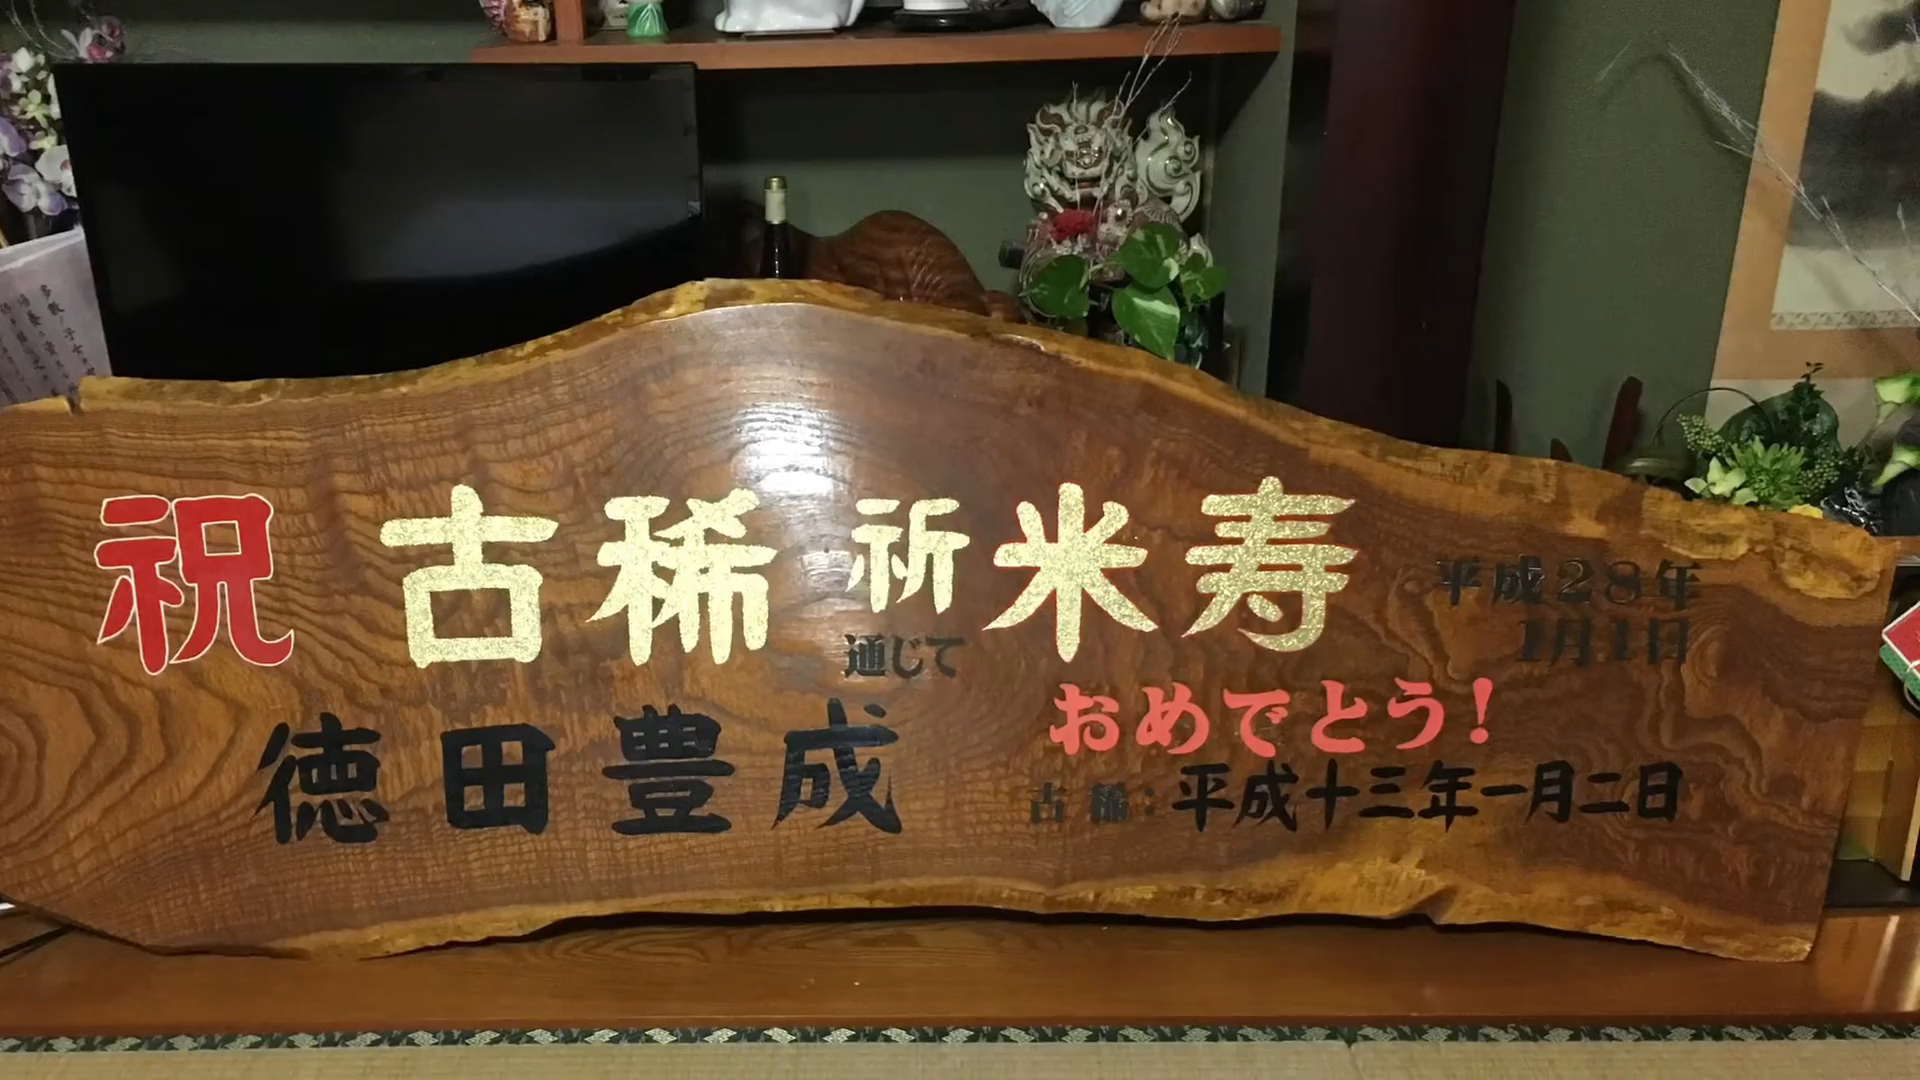 祝 古稀 祈 米寿
平成28年
1月1日
通じて
おめでとう!
徳田豊成
古稀:平成十三年一月二日